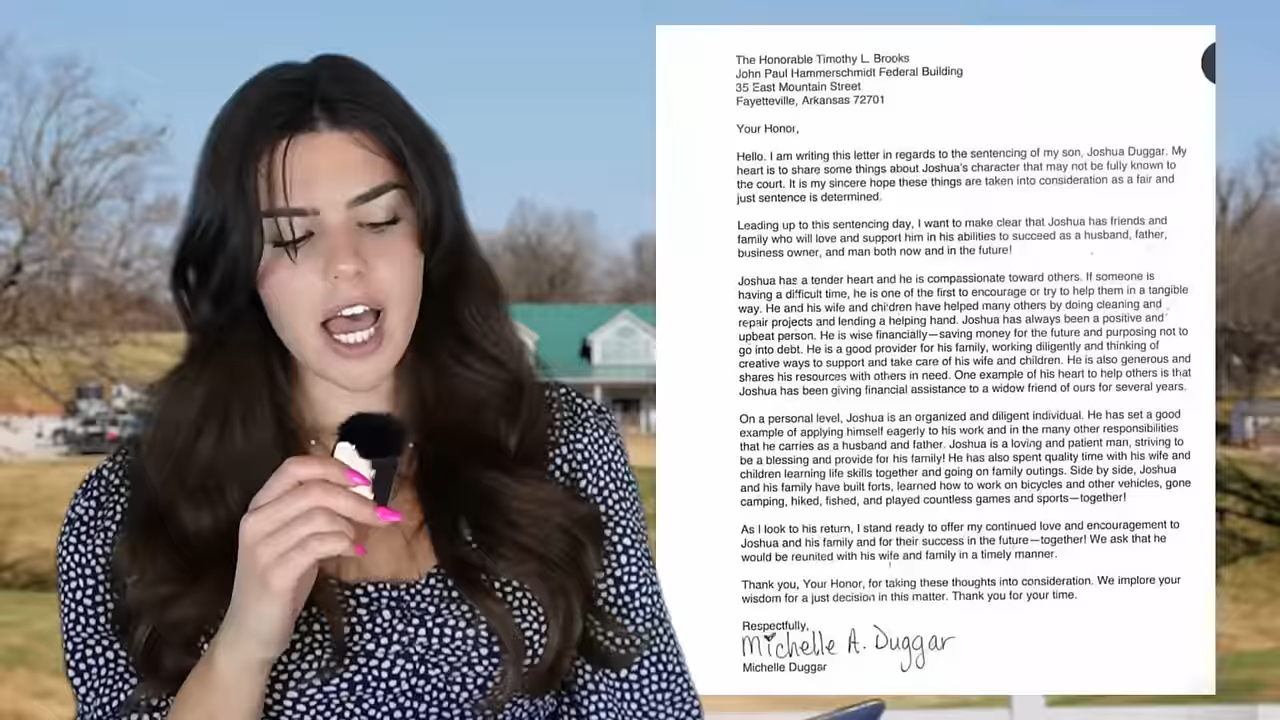 The Honorable Timothy L. Brooks
John Paul Hammerschmidt Federal Building
35 East Mountain Street
Fayetteville, Arkansas 72701
Your Honor,
Hello. I am writing this letter in regards to the sentencing of my son, Joshua Duggar. My
heart is to share some things about Joshua's character that may not be fully known to
the court. It is my sincere hope these things are taken into consideration as a fair and
just sentence is determined.
Leading up to this sentencing day, I want to make clear that Joshua has friends and
family who will love and support him in his abilities to succeed as a husband, father,
business owner, and man both now and in the future!
Joshua has a tender heart and he is compassionate toward others. If someone is
having a difficult time, he is one of the first to encourage or try to help them in a tangible
way. He and his wife and children have helped many others by doing cleaning and
repair projects and lending a helping hand. Joshua has always been a positive and
upbeat person. He is wise financially—saving money for the future and purposing not to
go into debt. He is a good provider for his family, working diligently and thinking of
creative ways to support and take care of his wife and children. He is also generous and
shares his resources with others in need. One example of his heart to help others is that
Joshua has been giving financial assistance to a widow friend of ours for several years.
On a personal level, Joshua is an organized and diligent individual. He has set a good
example of applying himself eagerly to his work and in the many other responsibilities
that he carries as a husband and father. Joshua is a loving and patient man, striving to
be a blessing and provide for his family! He has also spent quality time with his wife and
children learning life skills together and going on family outings. Side by side, Joshua
and his family have built forts, learned how to work on bicycles and other vehicles, gone
camping, hiked, fished, and played countless games and sports—together!
As I look to his return, I stand ready to offer my continued love and encouragement to
Joshua and his family and for their success in the future—together! We ask that he
would be reunited with his wife and family in a timely manner.
Thank you, Your Honor, for taking these thoughts into consideration. We implore your
wisdom for a just decision in this matter. Thank you for your time.
Respectfully,
Michelle A. Duggar
Michelle Duggar